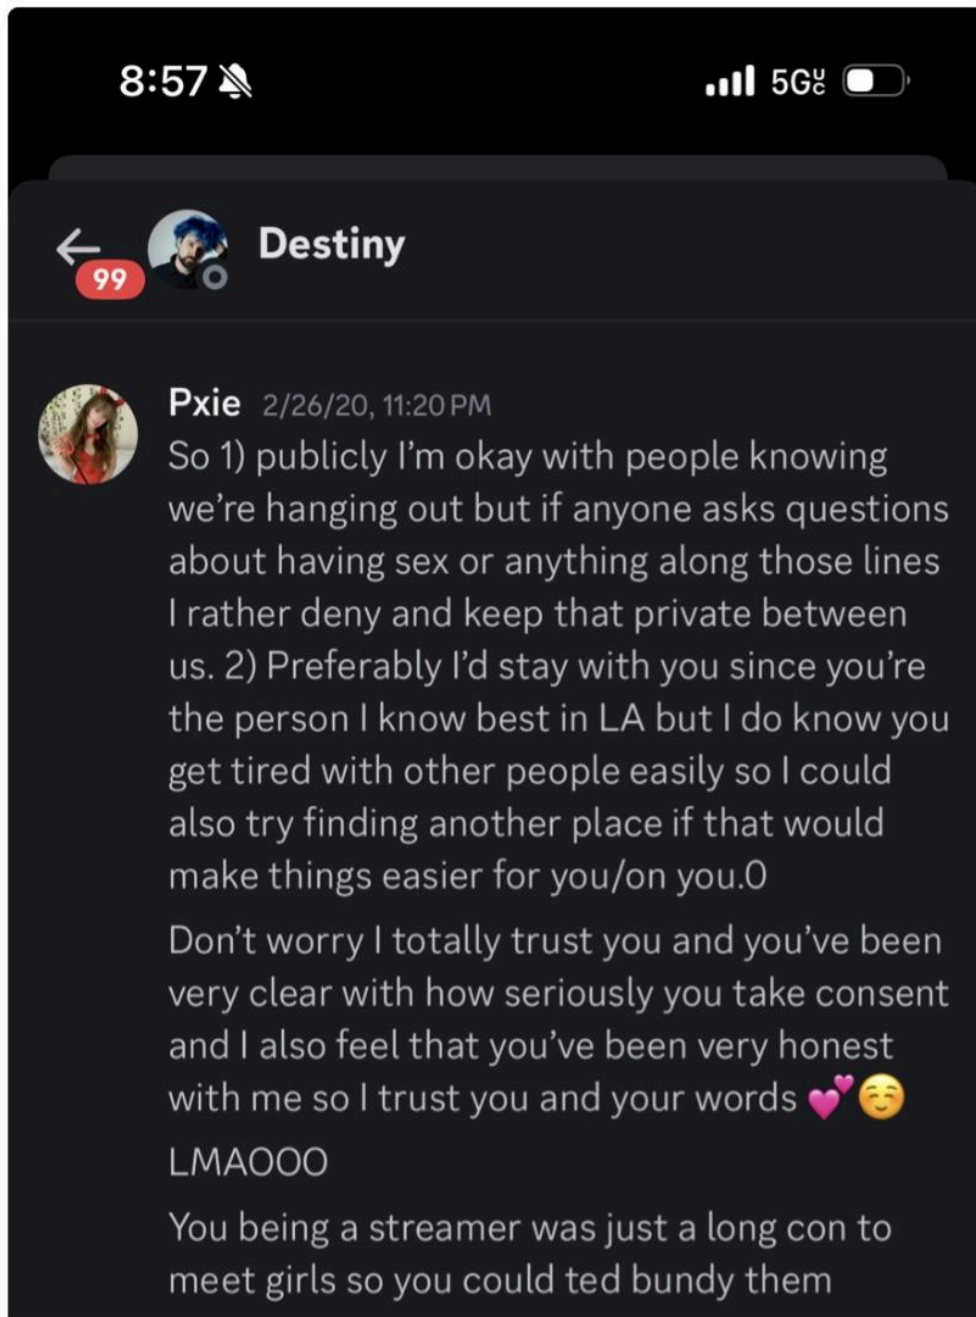 8:57
5GUC
Destiny
99
Pxie 2/26/20, 11:20 PM
So 1) publicly I'm okay with people knowing
we're hanging out but if anyone asks questions
about having sex or anything along those lines
I rather deny and keep that private between
us. 2) Preferably I'd stay with you since you're
the person I know best in LA but I do know you
get tired with other people easily so I could
also try finding another place if that would
make things easier for you/on you.0
Don't worry I totally trust you and you've been
very clear with how seriously you take consent
and I also feel that you've been very honest
with me so I trust you and your words 💕☺️
LMAOOO
You being a streamer was just a long con to
meet girls so you could ted bundy them